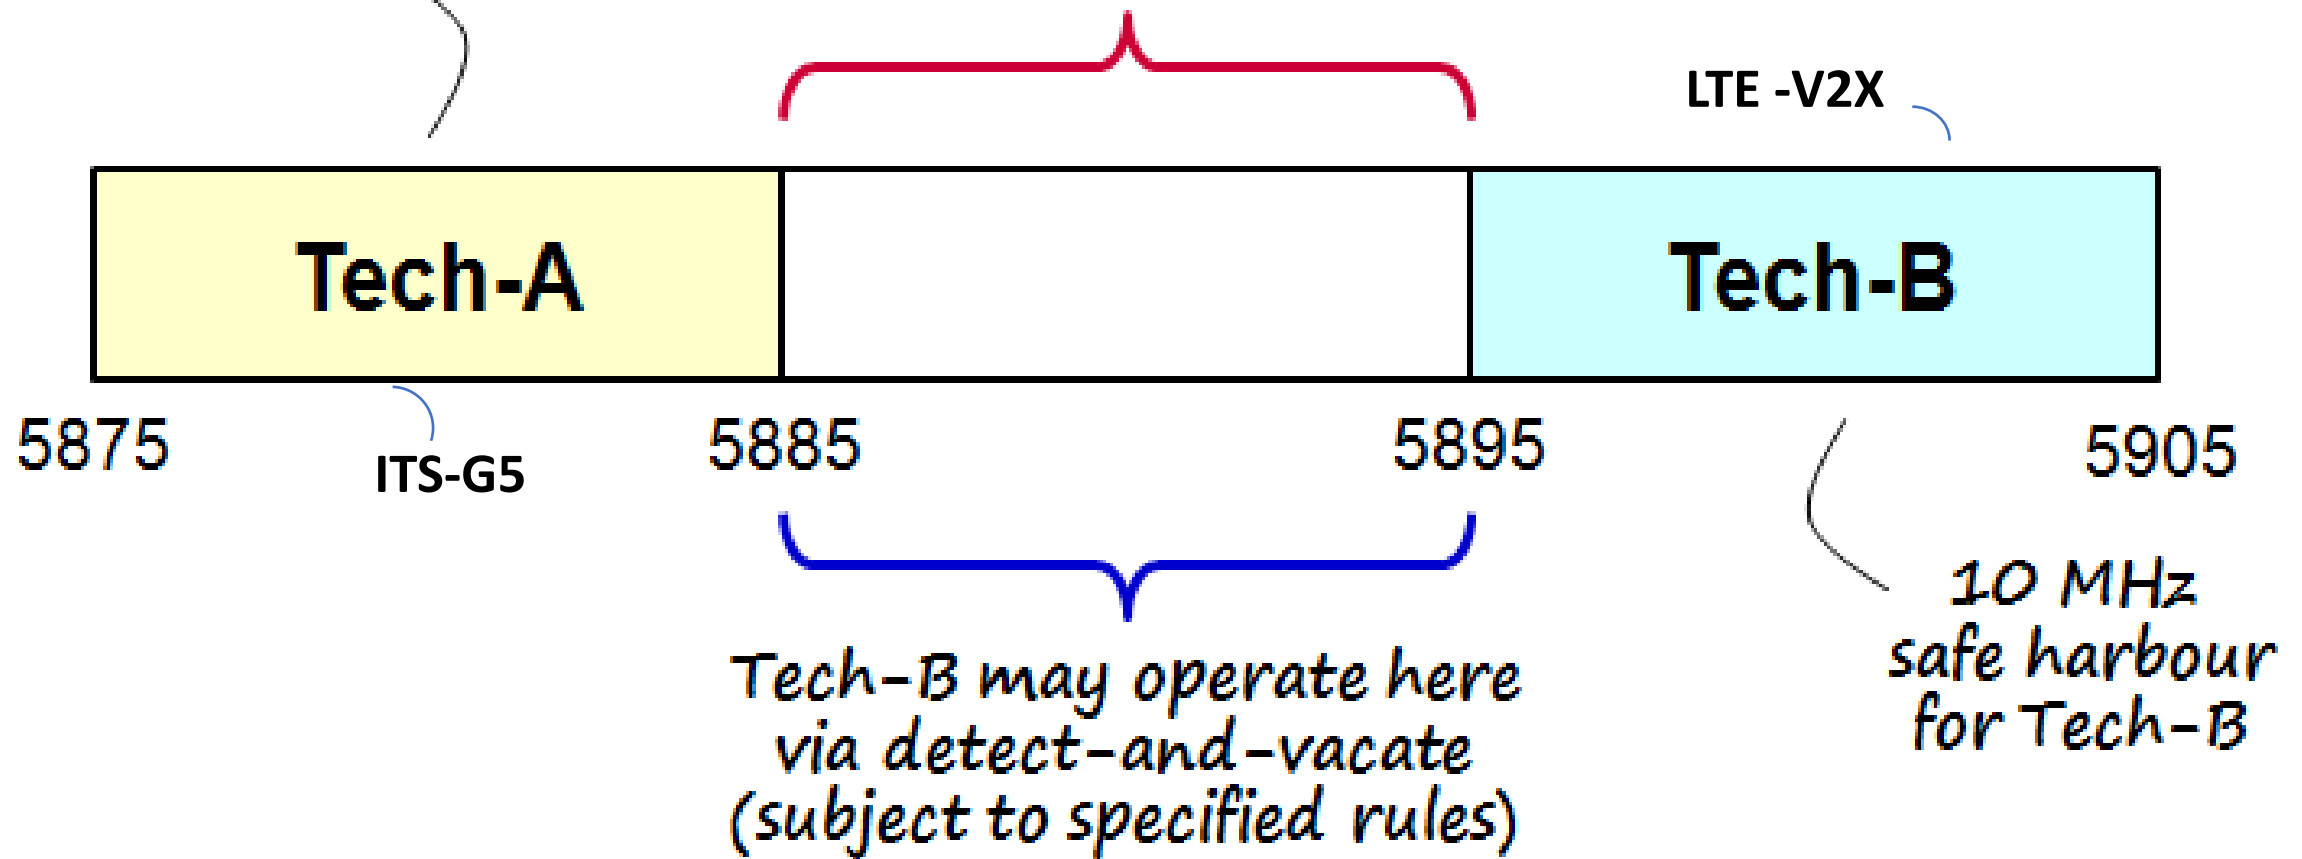 LTE -V2X
Tech-A
Tech-B
5875
5885
5895
5905
ITS-G5
Tech-B may operate here
via detect-and-vacate
(subject to specified rules)
10 MHz
safe harbour
for Tech-B